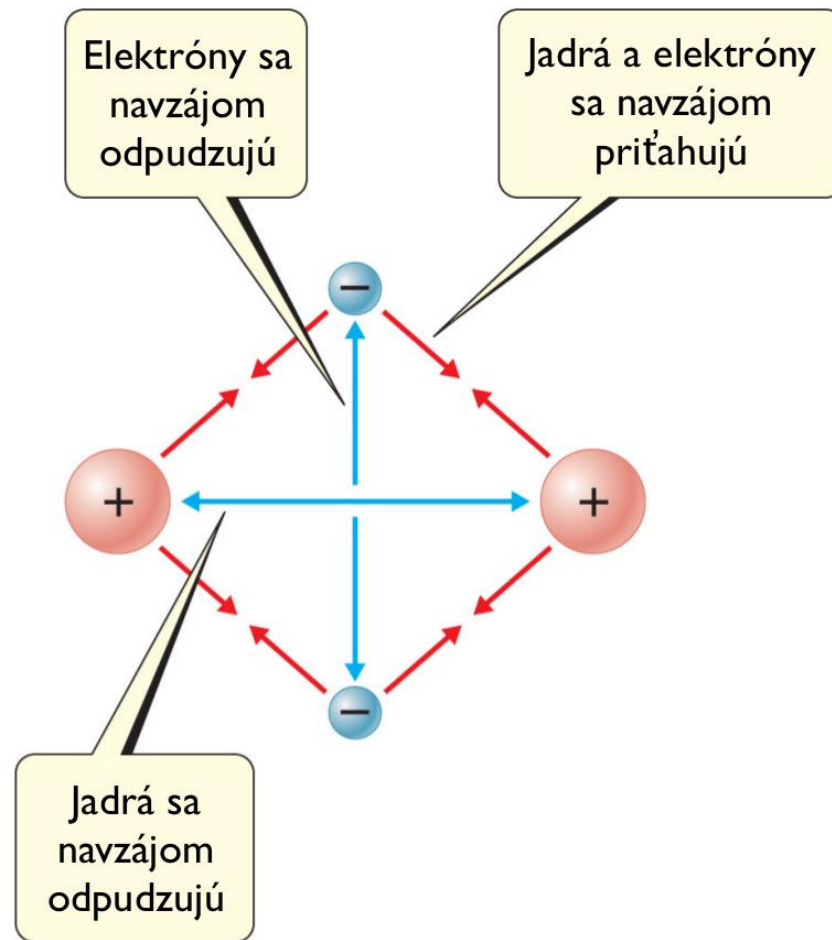 Elektróny sa
navzájom
odpudzujú
Jadrá a elektróny
sa navzájom
priťahujú
−
+
+
−
Jadrá sa
navzájom
odpudzujú